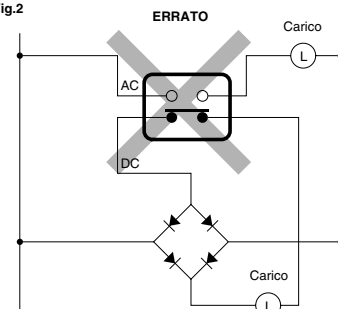 Fig.2
ERRATO
Carico
L
AC
DC
Carico
L